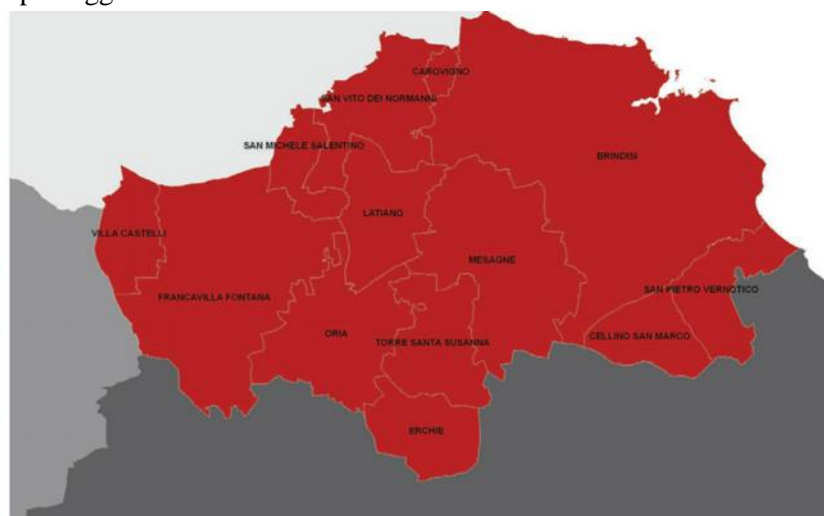 CAROVIGNO
SAN VITO DEI NORMANNI
SAN MICHELE SALENTINO
BRINDISI
LATIANO
VILLA CASTELLI
MESAGNE
FRANCAVILLA FONTANA
SAN PIETRO VERNOTICO
ORIA
TORRE SANTA SUSANNA
CELLINO SAN MARCO
ERCHIE